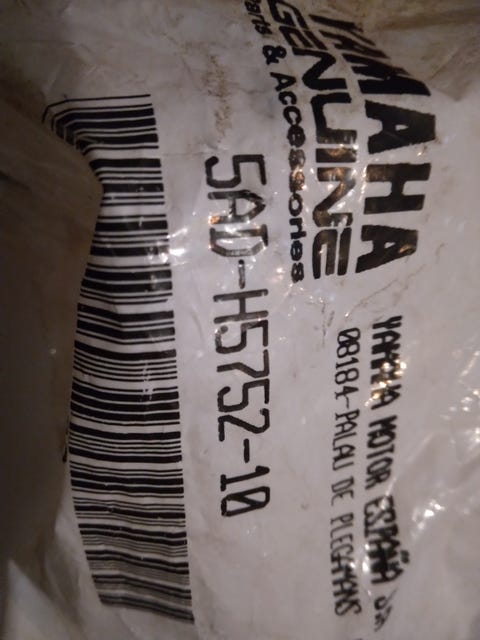 YAMAHA
GENUINE
Parts & Accessories
YAMAHA MOTOR ESPAÑA S.A.
08184-PALAU DE PLEGAMANS
5AD-H5752-10